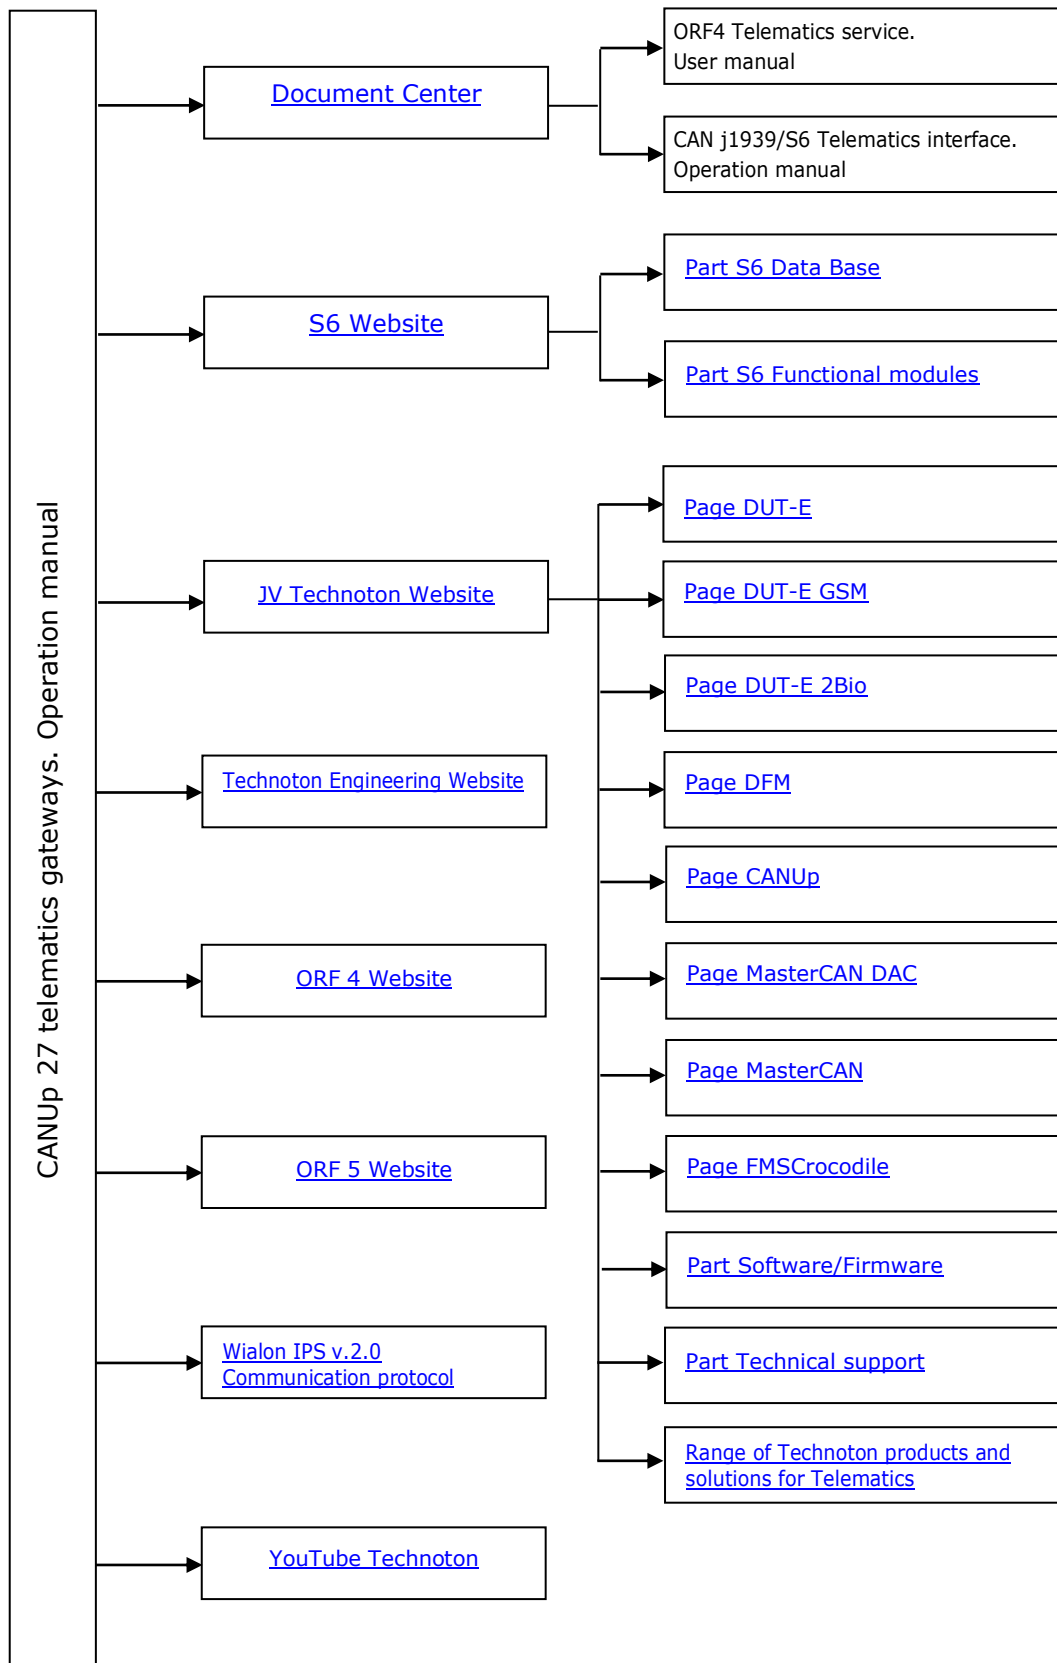 CANUp 27 telematics gateways. Operation manual
Document Center
ORF4 Telematics service.
User manual
CAN j1939/S6 Telematics interface.
Operation manual
S6 Website
Part S6 Data Base
Part S6 Functional modules
JV Technoton Website
Page DUT-E
Page DUT-E GSM
Page DUT-E 2Bio
Page DFM
Page CANUp
Page MasterCAN DAC
Page MasterCAN
Page FMSCrocodile
Part Software/Firmware
Part Technical support
Range of Technoton products and
solutions for Telematics
Technoton Engineering Website
ORF 4 Website
ORF 5 Website
Wialon IPS v.2.0
Communication protocol
YouTube Technoton